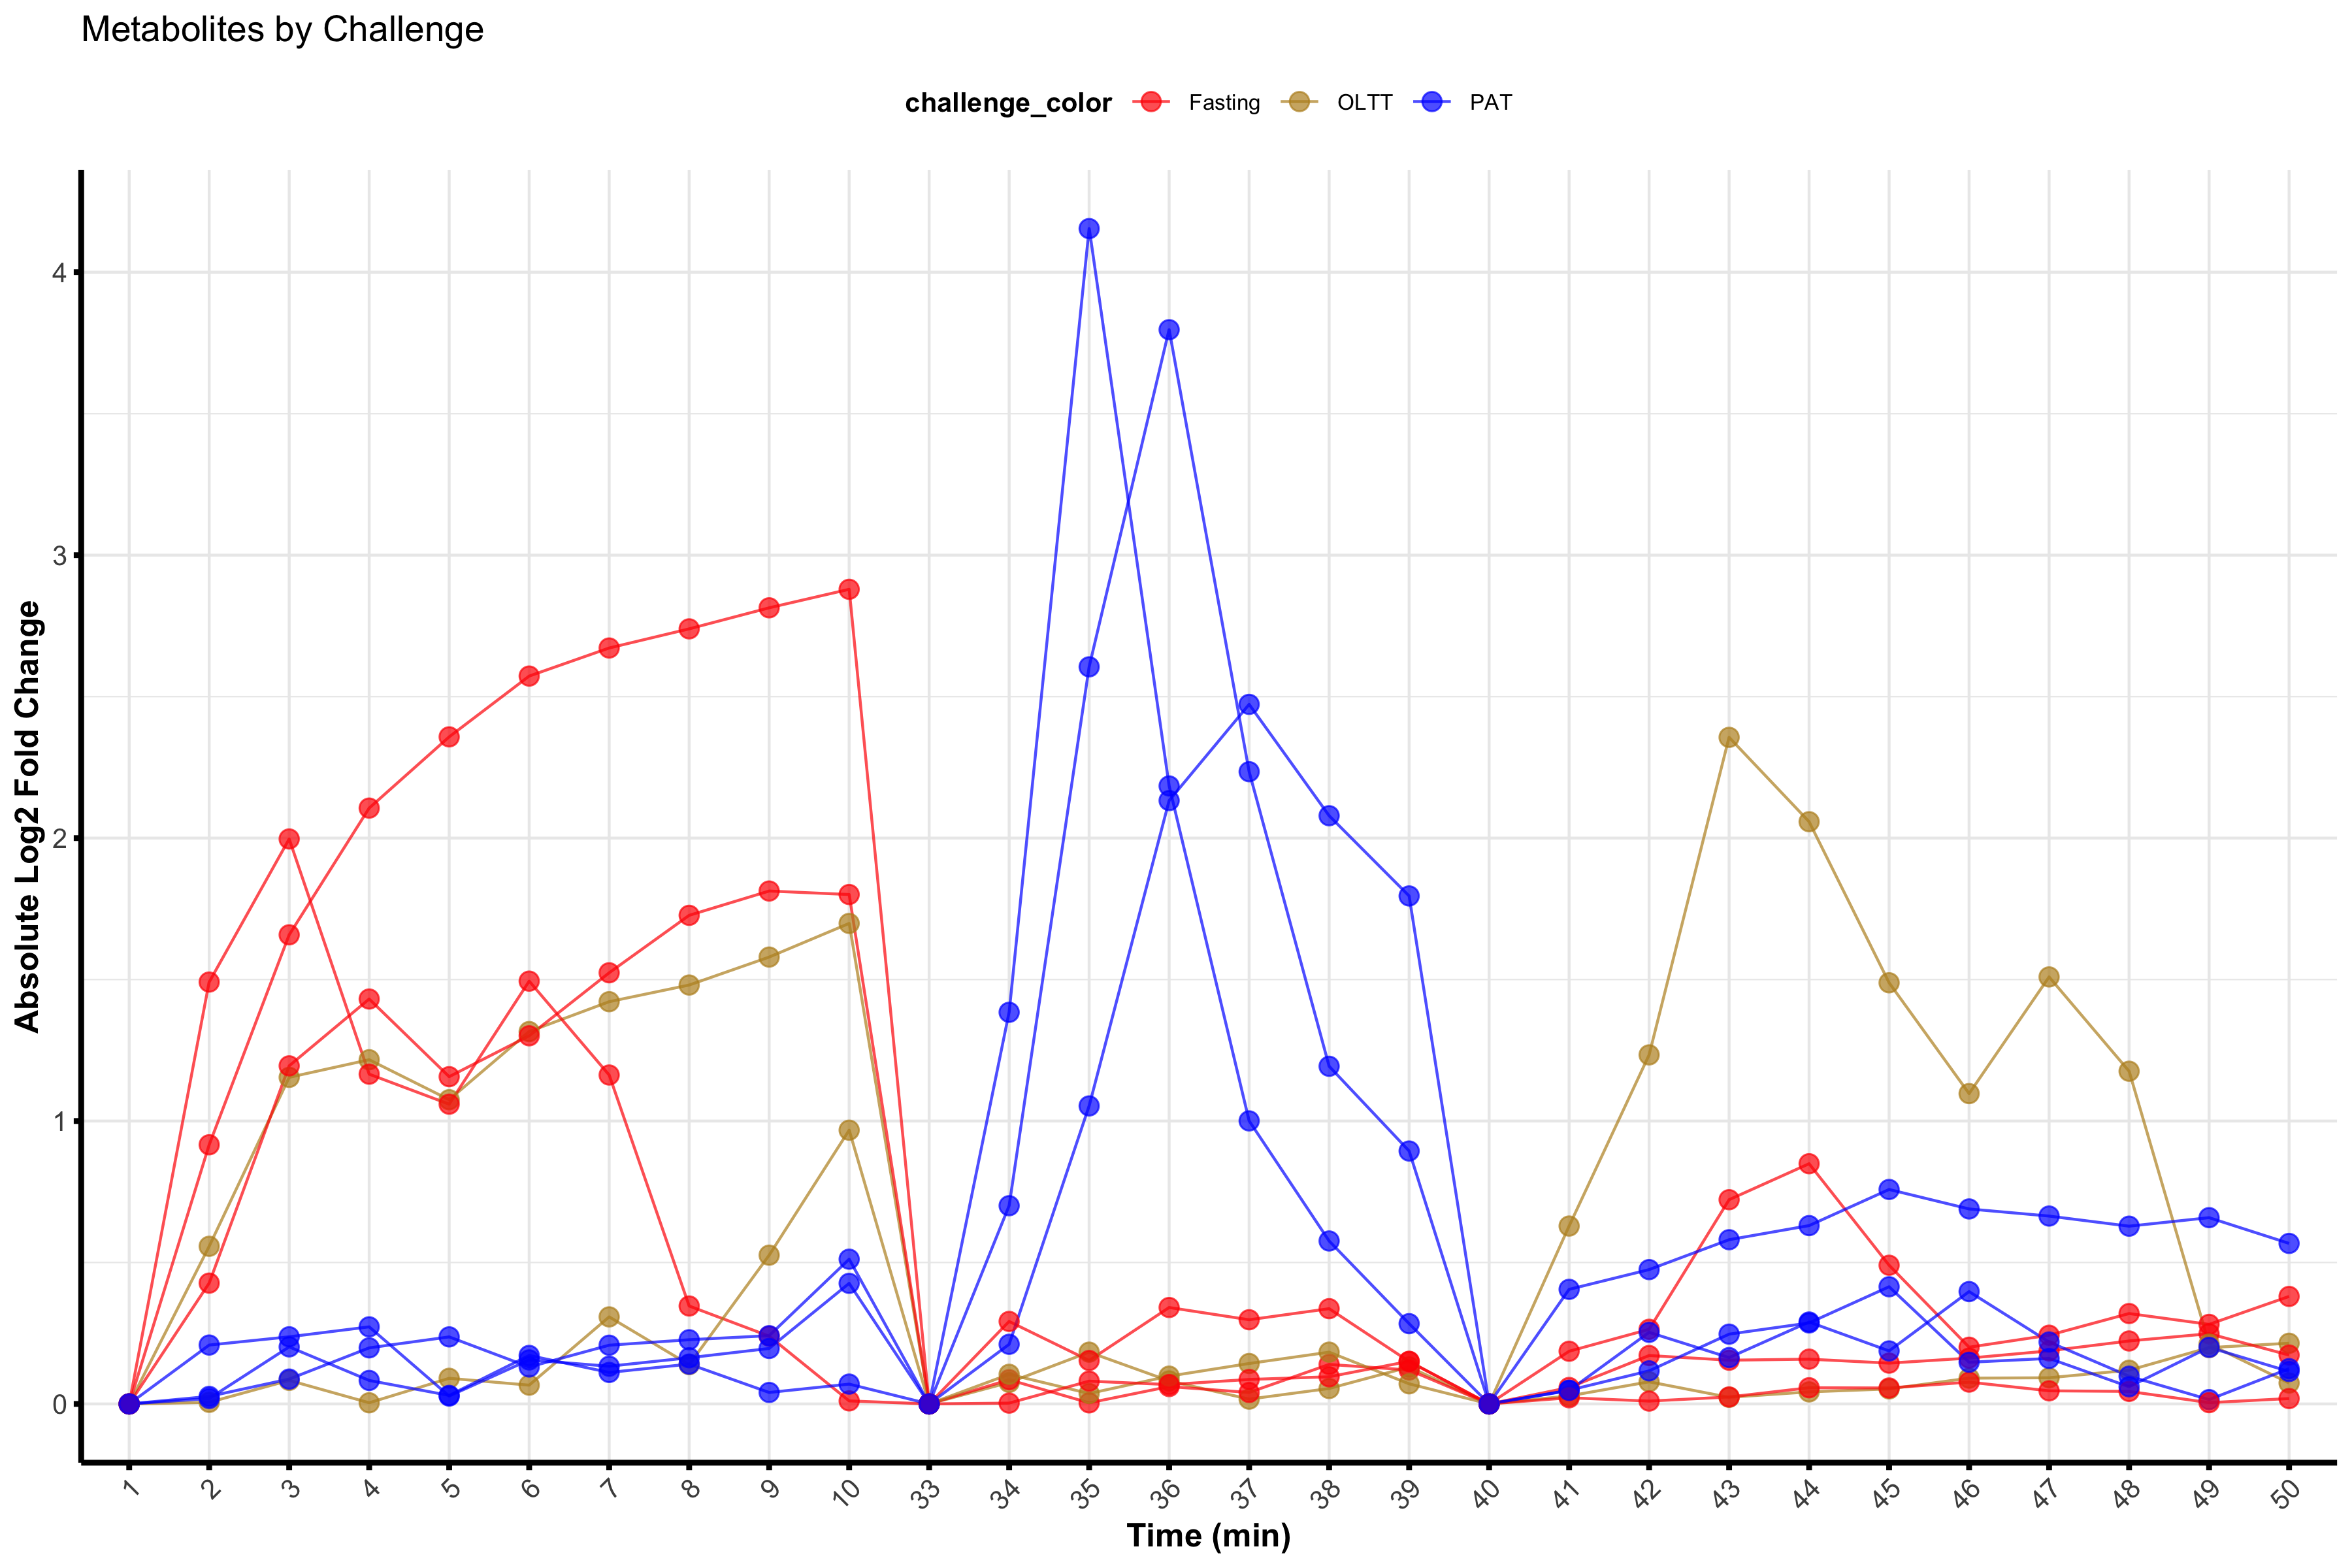 Metabolites by Challenge
challenge_color Fasting OLTT PAT
Absolute Log2 Fold Change
4
3
2
1
0
1 2 3 4 5 6 7 8 9 10 33 34 35 36 37 38 39 40 41 42 43 44 45 46 47 48 49 50
Time (min)